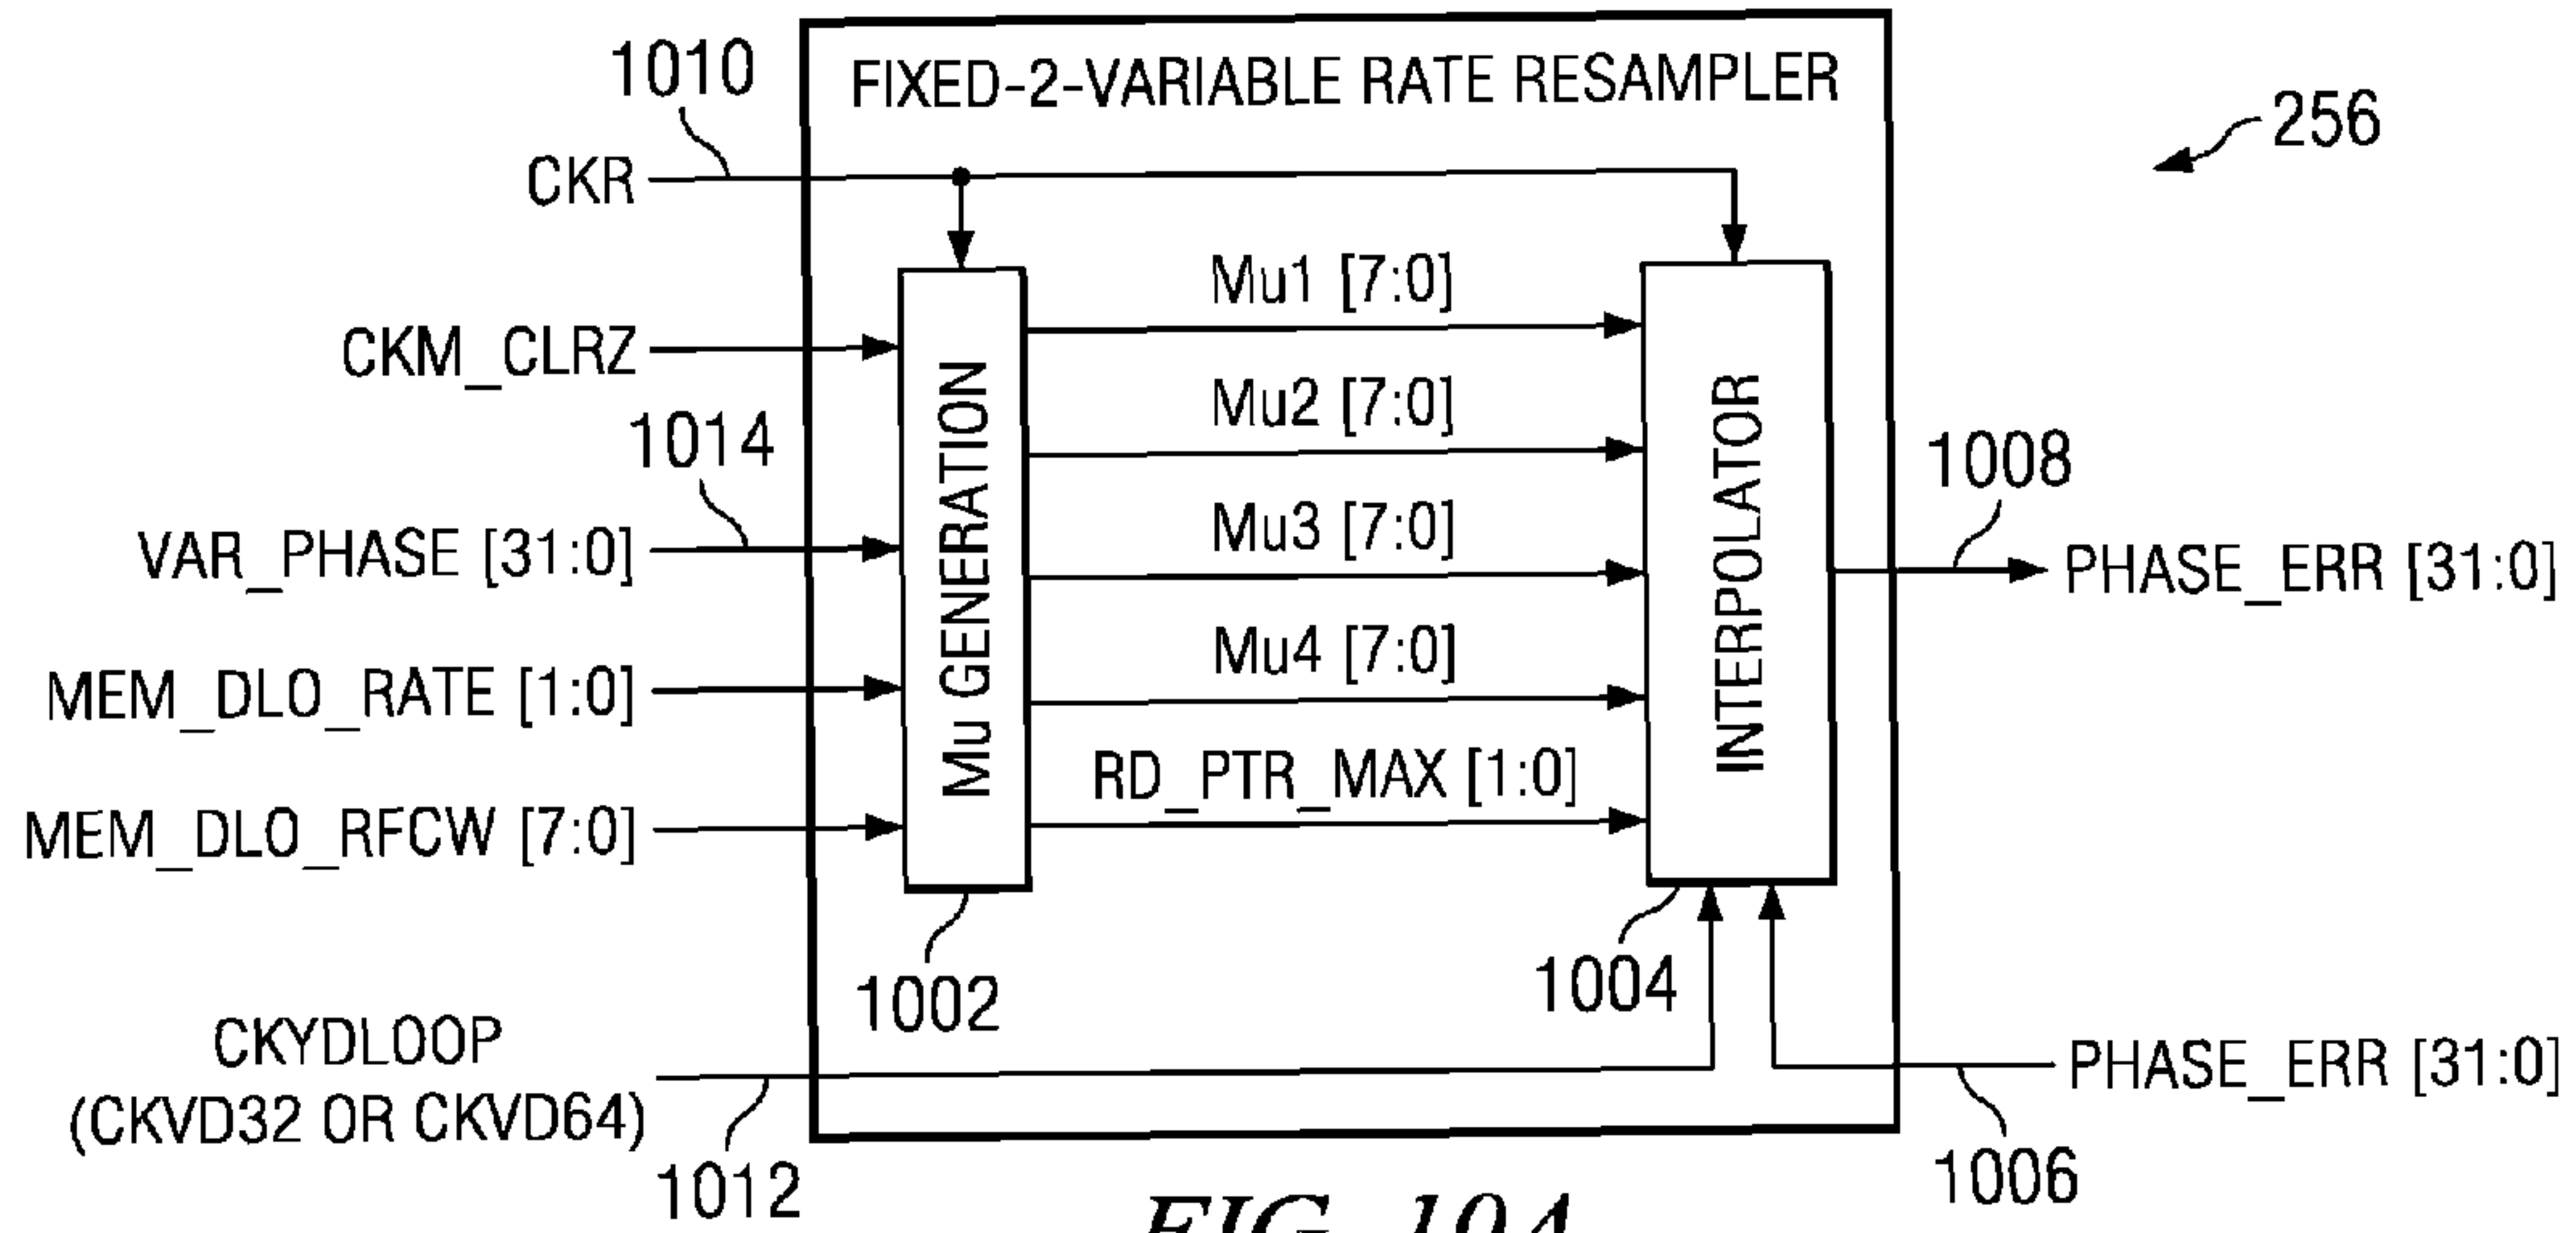 FIXED-2-VARIABLE RATE RESAMPLER
1010
256
CKR
Mu1 [7:0]
CKM_CLRZ
Mu2 [7:0]
1014
1008
Mu GENERATION
INTERPOLATOR
Mu3 [7:0]
VAR_PHASE [31:0]
PHASE_ERR [31:0]
Mu4 [7:0]
MEM_DLO_RATE [1:0]
RD_PTR_MAX [1:0]
MEM_DLO_RFCW [7:0]
1002
1004
CKYDLOOP
(CKVD32 OR CKVD64)
PHASE_ERR [31:0]
1012
1006
FIG. 10A